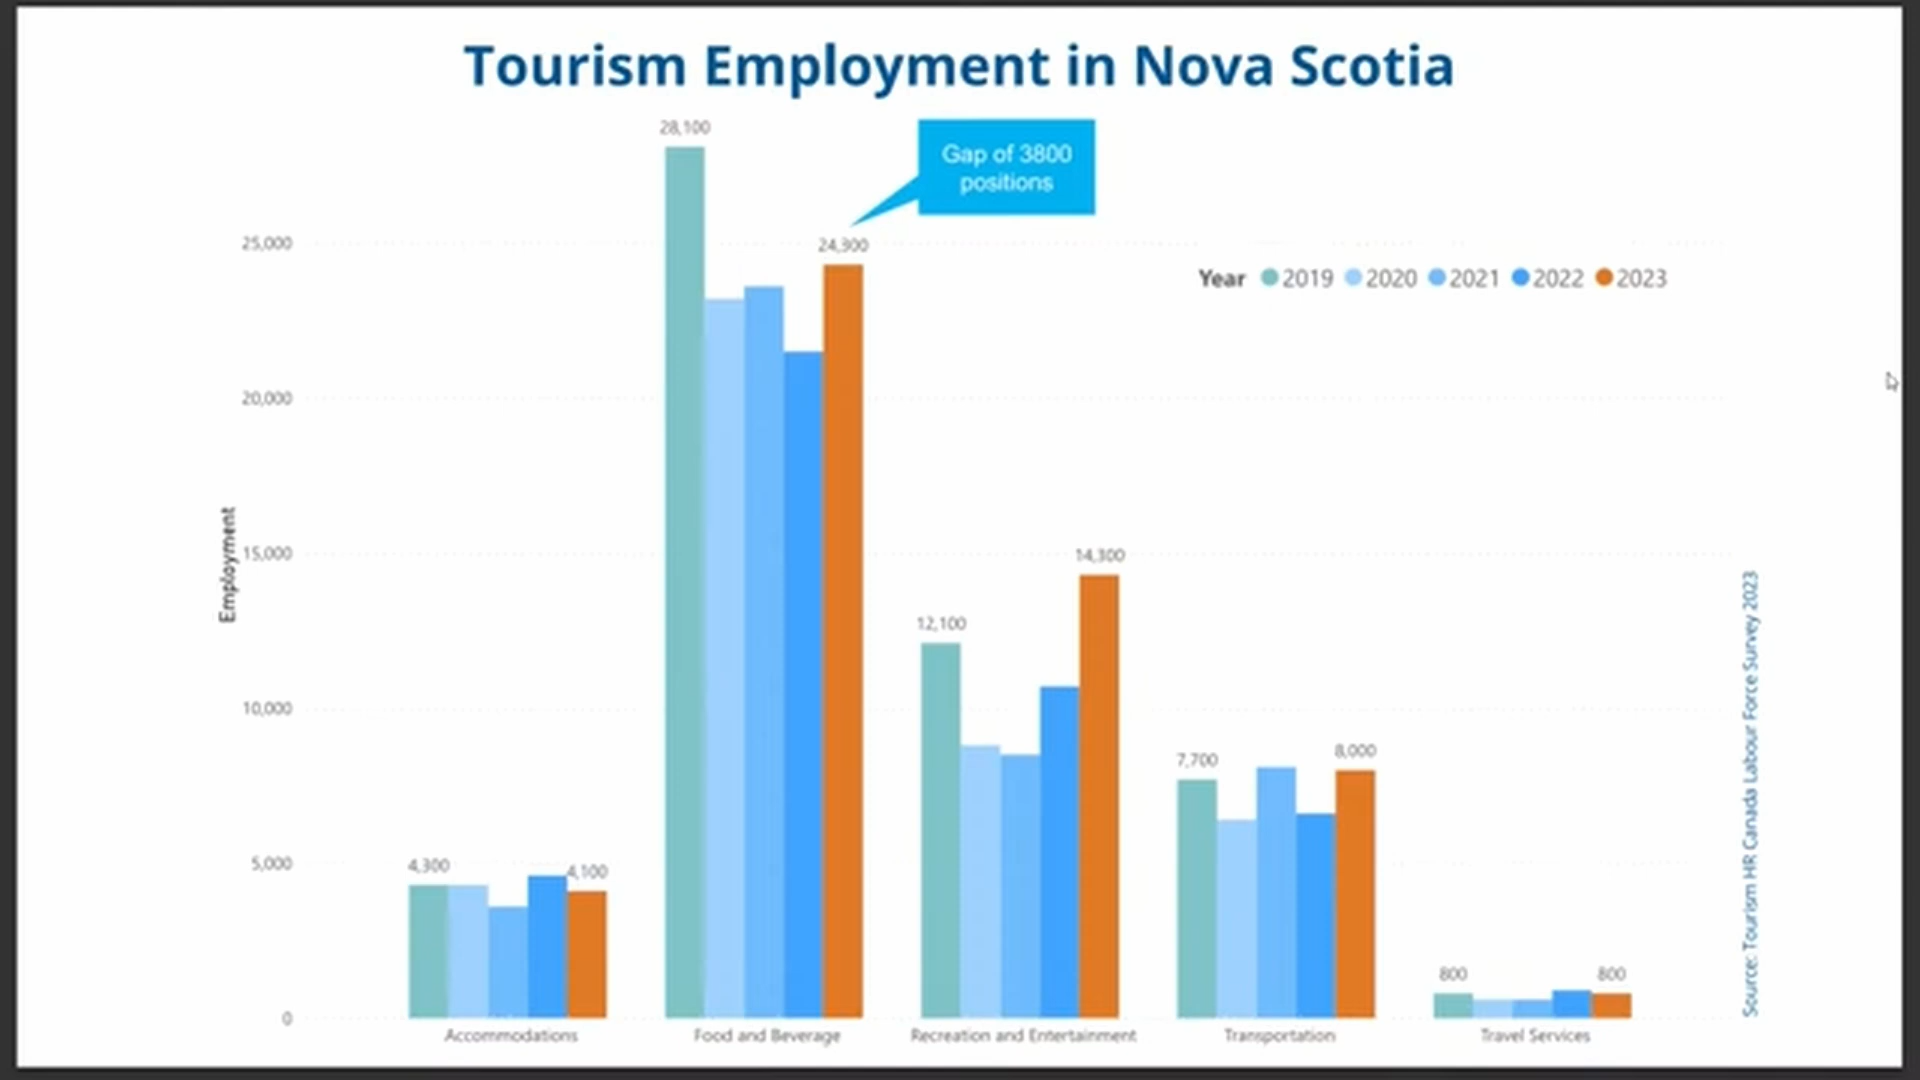 Tourism Employment in Nova Scotia
28,100
Gap of 3800
positions
25,000
24,300
Year 2019 2020 2021 2022 2023
20,000
Employment
15,000
14,300
12,100
10,000
7,700
8,000
5,000
4,300
4,100
800
800
0
Accommodations
Food and Beverage
Recreation and Entertainment
Transportation
Travel Services
Source: Tourism HR Canada Labour Force Survey 2023